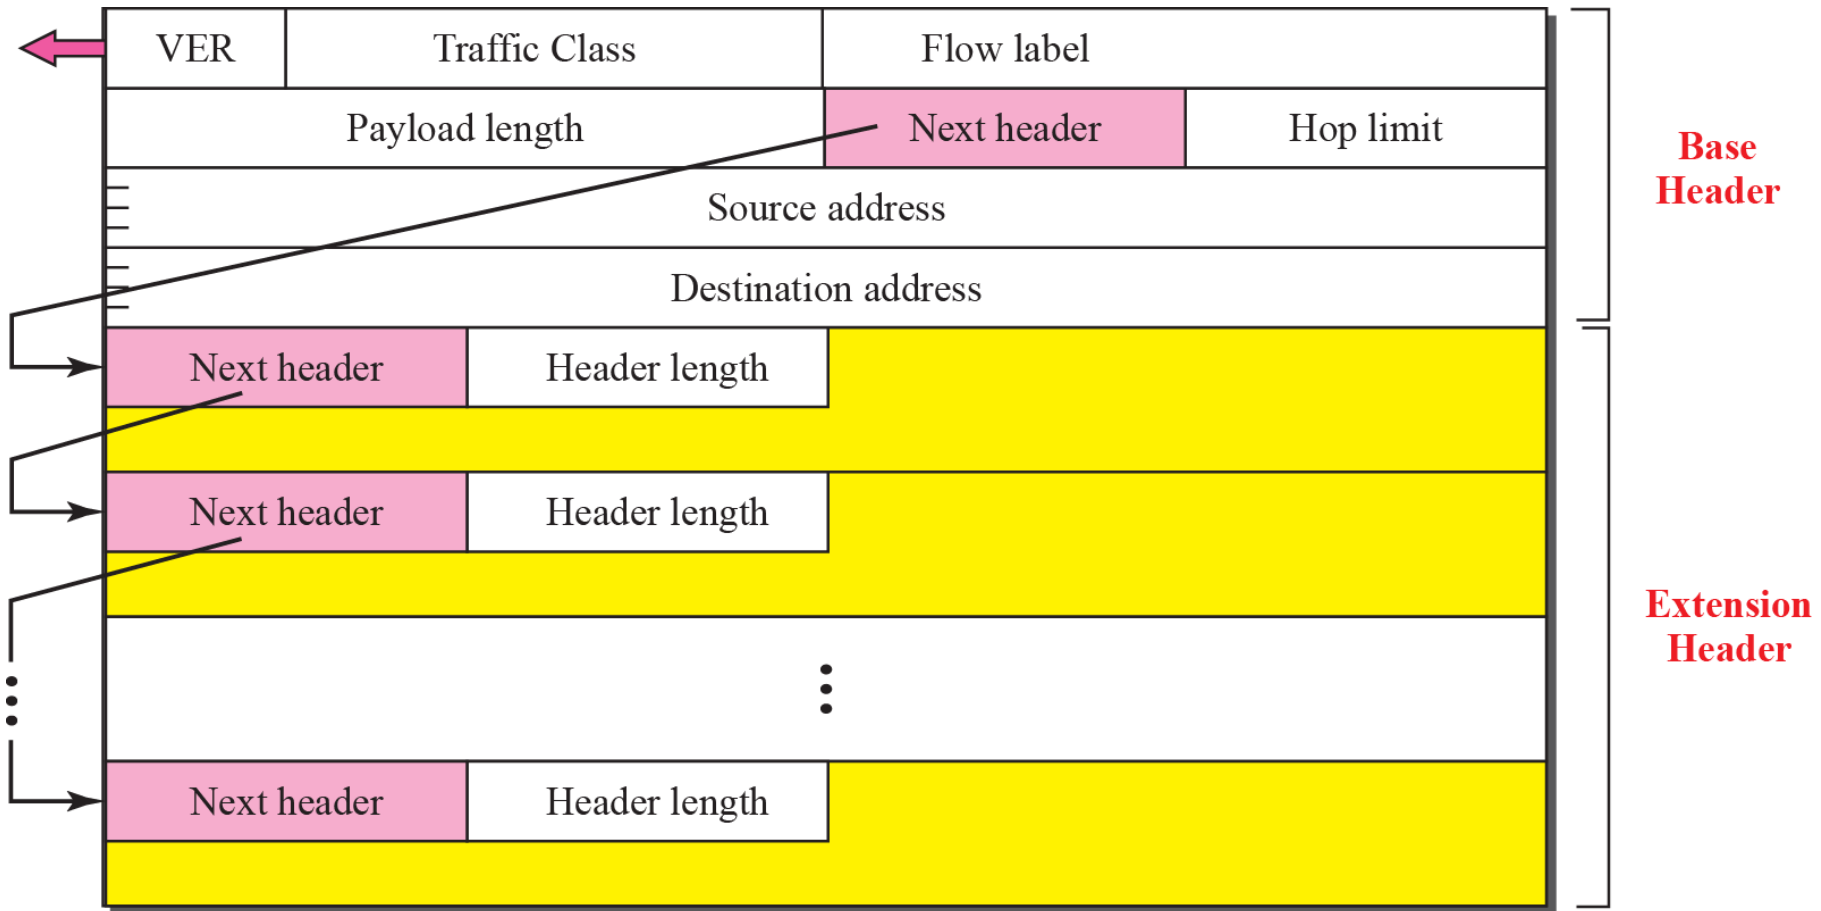 VER Traffic Class Flow label
Payload length Next header Hop limit
Source address
Destination address
Base
Header
Next header Header length
Next header Header length
Next header Header length
Extension
Header